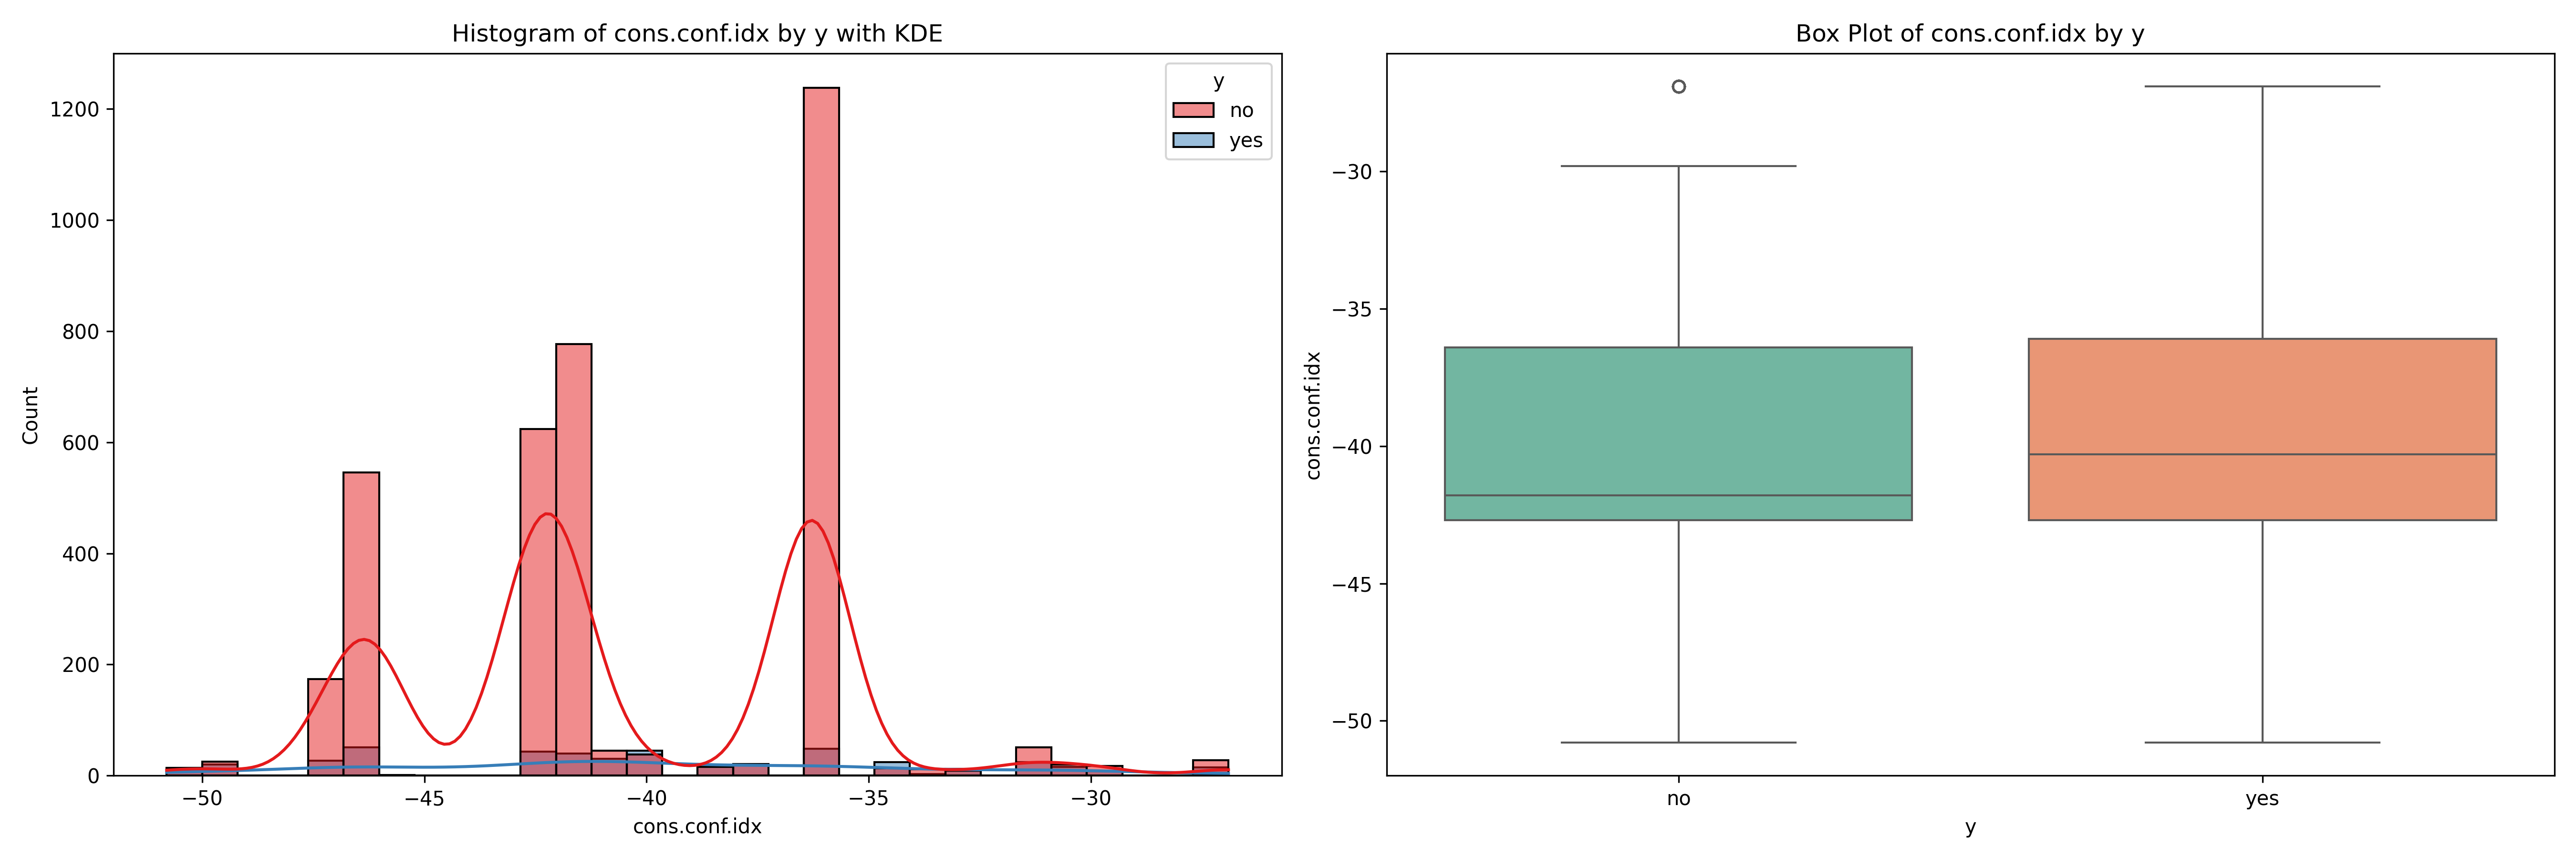 Histogram of cons.conf.idx by y with KDE
y
no
yes
1200
1000
800
600
400
200
0
Count
−50
−45
−40
−35
−30
cons.conf.idx
Box Plot of cons.conf.idx by y
−30
−35
−40
−45
−50
cons.conf.idx
no
yes
y